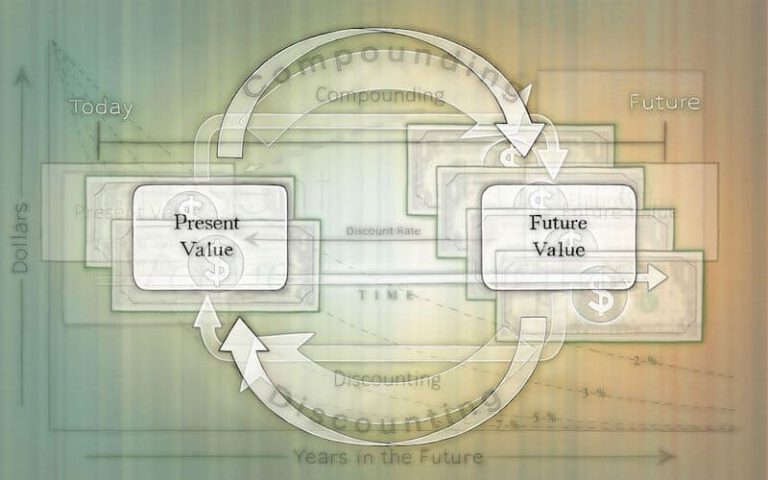 Compounding
Compounding
Today
Future
Present
Value
Future
Value
Discount Rate
Dollars
TIME
2-%
3-%
5-%
7-%
Discounting
Discounting
Years in the Future